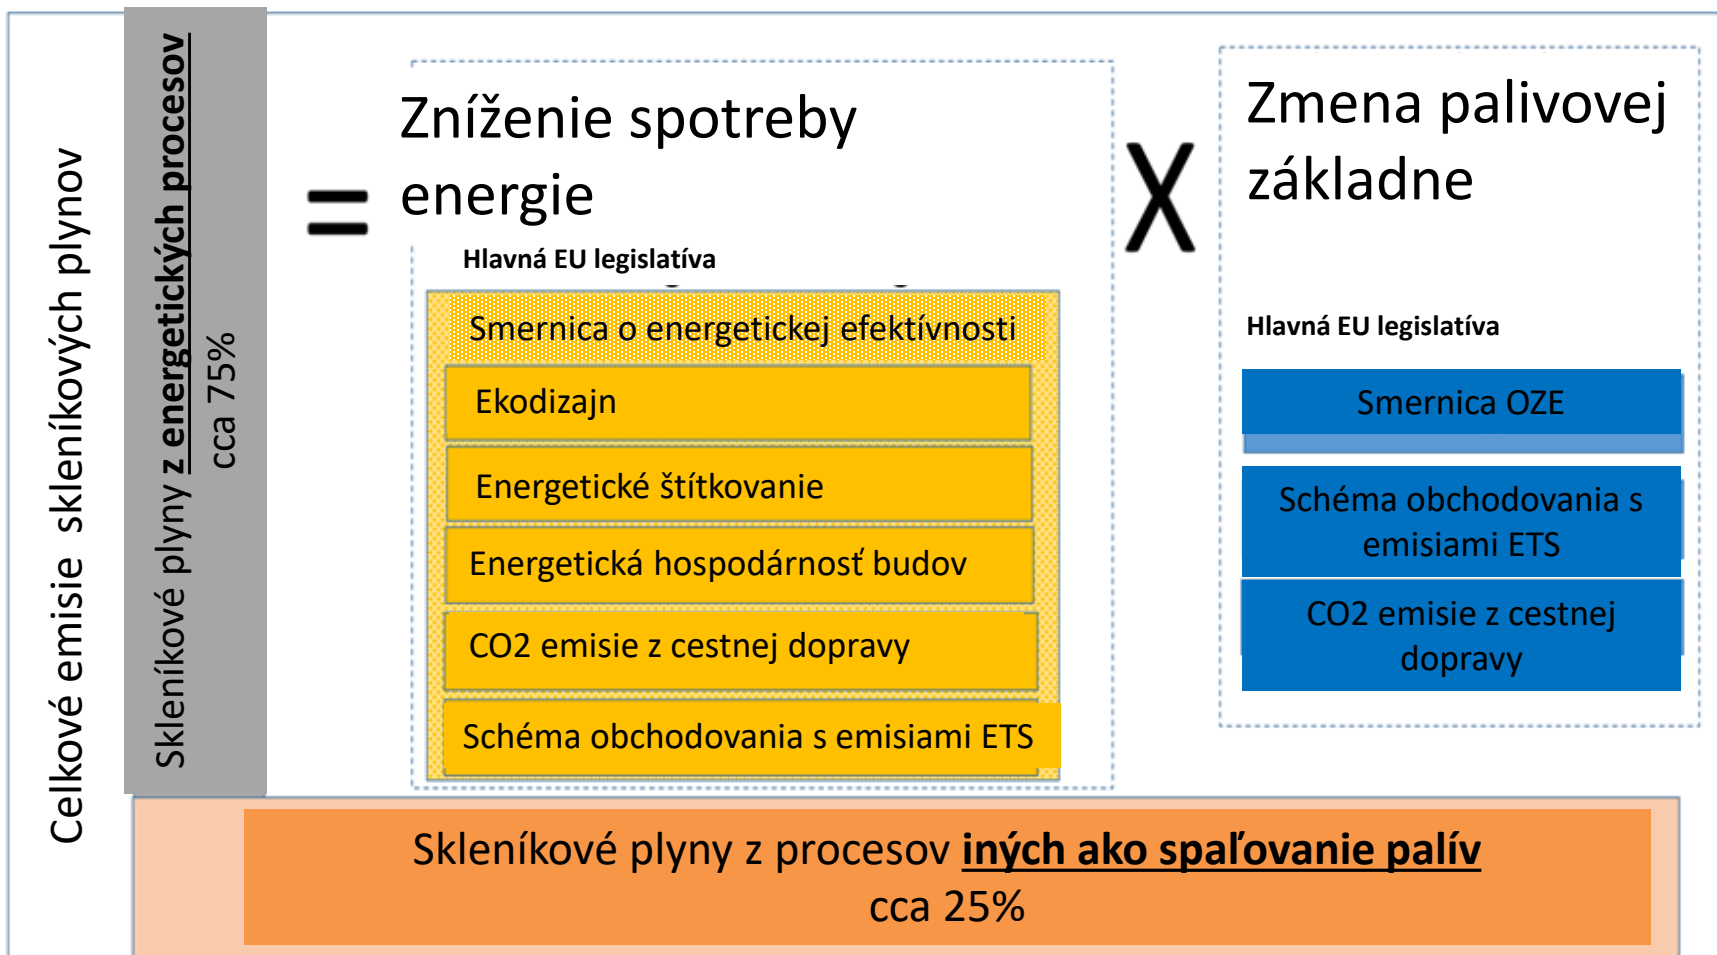 Celkové emisie skleníkových plynov
Skleníkové plyny z energetických procesov
cca 75%
=
Zníženie spotreby
energie
Hlavná EU legislatíva
Smernica o energetickej efektívnosti
Ekodizajn
Energetické štítkovanie
Energetická hospodárnosť budov
CO2 emisie z cestnej dopravy
Schéma obchodovania s emisiami ETS
X
Zmena palivovej
základne
Hlavná EU legislatíva
Smernica OZE
Schéma obchodovania s
emisiami ETS
CO2 emisie z cestnej
dopravy
Skleníkové plyny z procesov iných ako spaľovanie palív
cca 25%